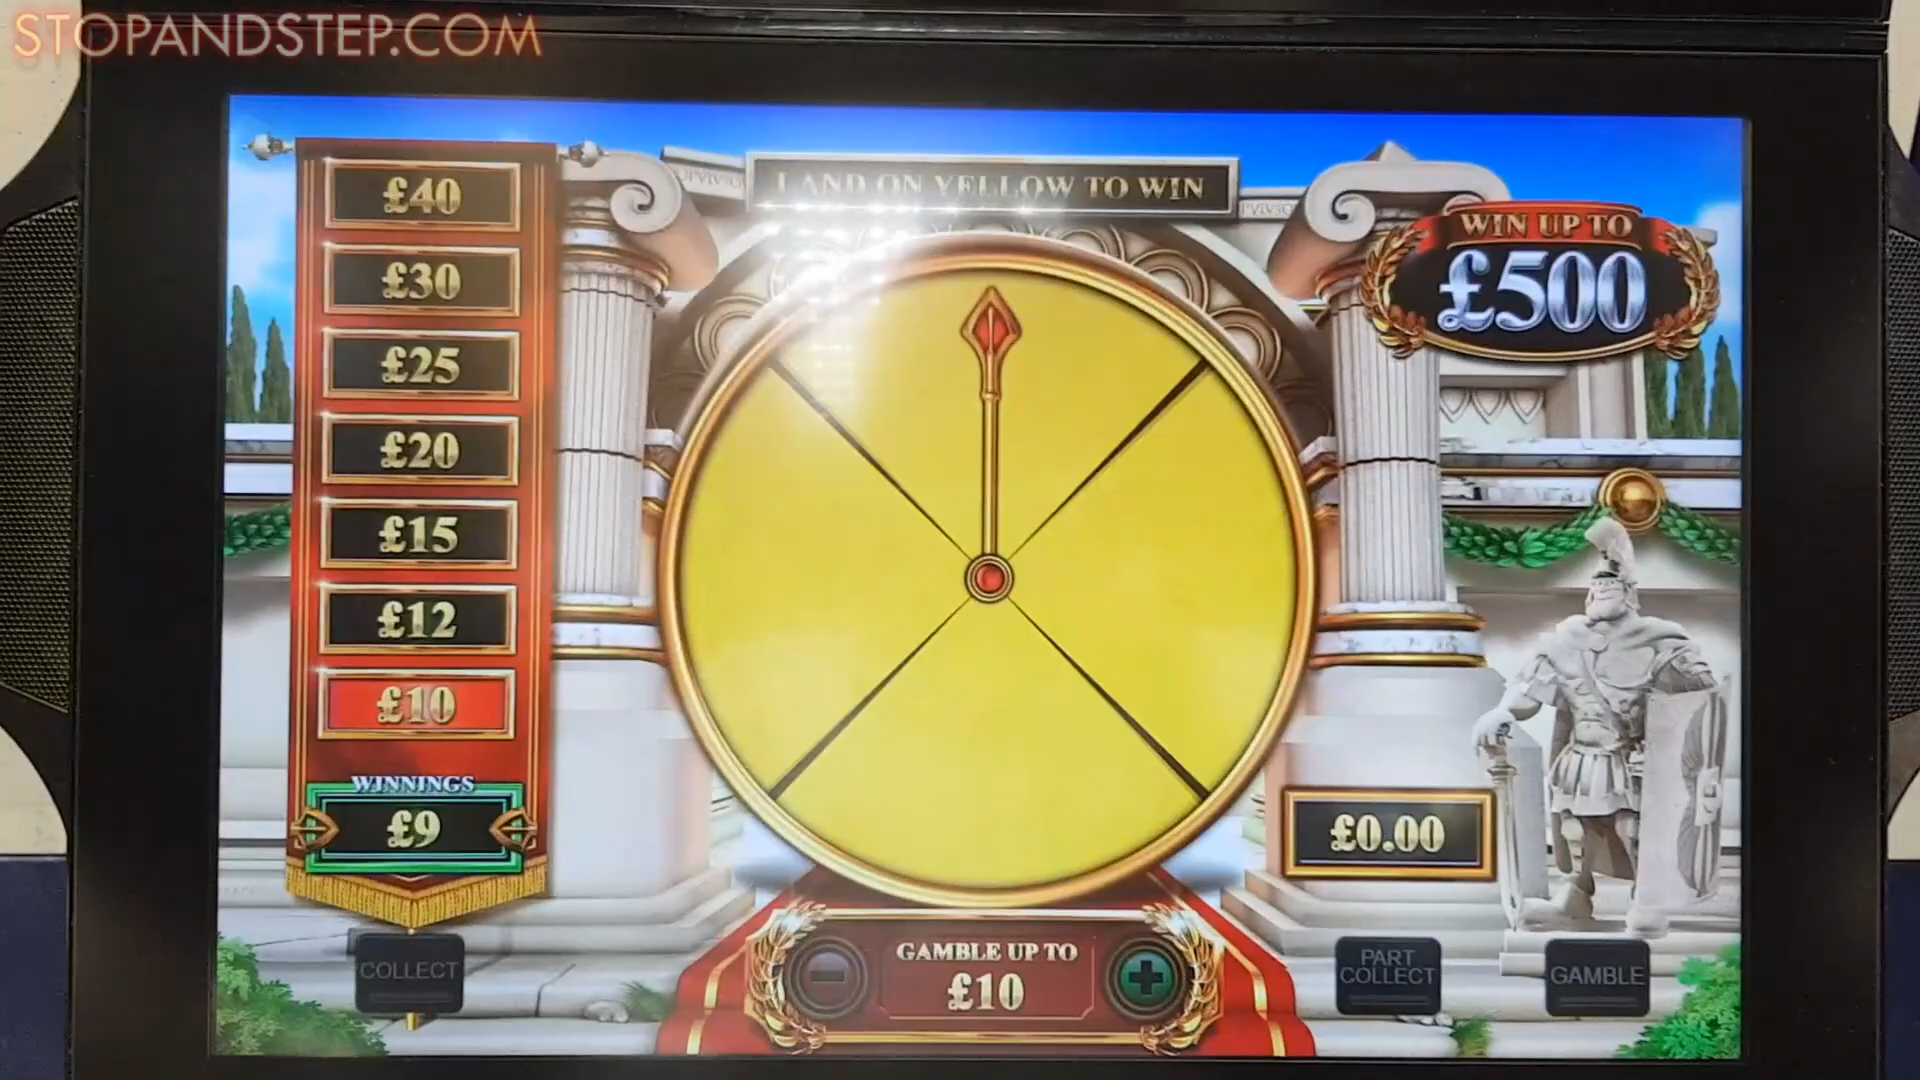 STOPANDSTEP.COM
LAND ON YELLOW TO WIN
WIN UP TO
£500
£40
£30
£25
£20
£15
£12
£10
WINNINGS
£9
£0.00
GAMBLE UP TO
£10
COLLECT
PART
COLLECT
GAMBLE